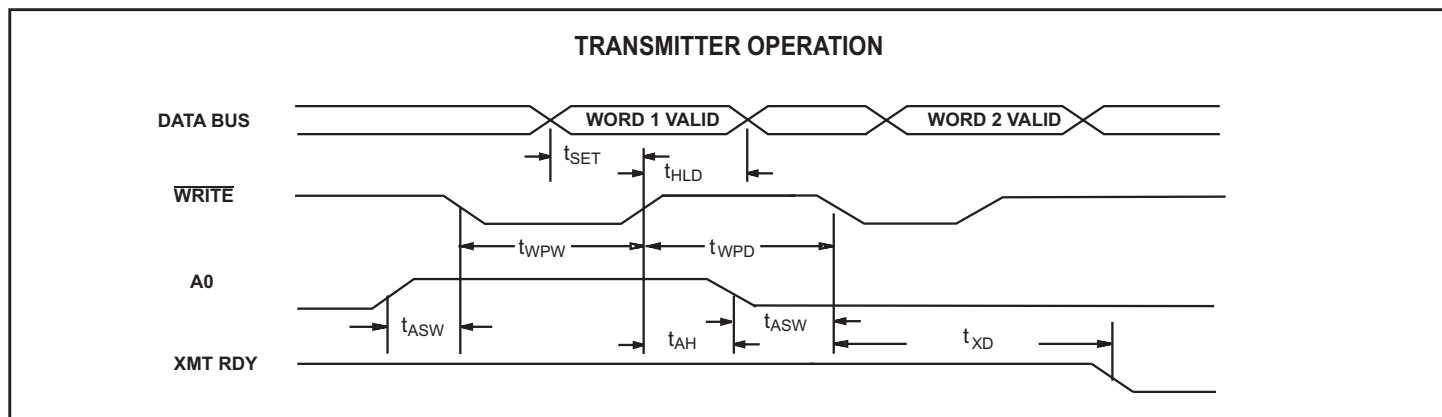 TRANSMITTER OPERATION
DATA BUS
WORD 1 VALID
WORD 2 VALID
tSET
tHLD
WRITE
tWPW
tWPD
A0
tASW
tAH
tASW
tXD
XMT RDY